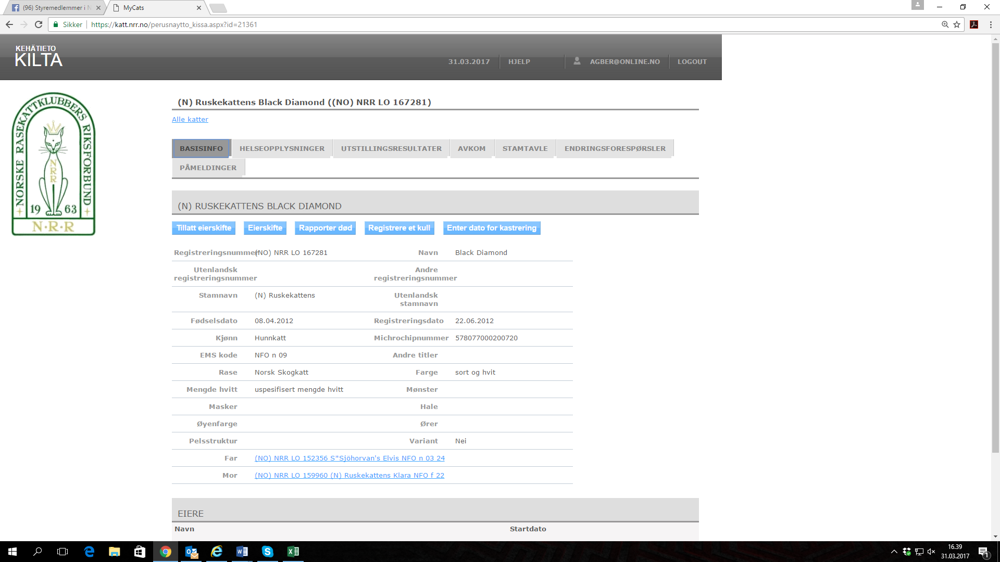 (96) Styremedlemmer i N
MyCats
Sikker
https://katt.nrr.no/perusnaytto_kissa.aspx?id=21361
KEHÄTIETO
KILTA
31.03.2017
HJELP
AGBER@ONLINE.NO
LOGOUT
NORSKE RASEKATTKLUBBERS RIKSFORBUND
NRR
19 63
N·R·R
(N) Ruskekattens Black Diamond ((NO) NRR LO 167281)
Alle katter
BASISINFO HELSEOPPLYSNINGER UTSTILLINGSRESULTATER AVKOM STAMTAVLE ENDRINGSFORESPØRSLER
PÅMELDINGER
(N) RUSKEKATTENS BLACK DIAMOND
Tillatt eierskifte Eierskifte Rapporter død Registrere et kull Enter dato for kastrering
Registreringsnummer (NO) NRR LO 167281 Navn Black Diamond
Utenlandsk registreringsnummer Andre registreringsnummer
Stamnavn (N) Ruskekattens Utenlandsk stamnavn
Fødselsdato 08.04.2012 Registreringsdato 22.06.2012
Kjønn Hunnkatt Michrochipnummer 578077000200720
EMS kode NFO n 09 Andre titler
Rase Norsk Skogkatt Farge sort og hvit
Mengde hvitt uspesifisert mengde hvitt Mønster
Masker Hale
Øyenfarge Ører
Pelsstruktur Variant Nei
Far (NO) NRR LO 152356 S*Sjöhorvan's Elvis NFO n 03 24
Mor (NO) NRR LO 159960 (N) Ruskekattens Klara NFO f 22
EIERE
Navn Startdato
16.39
31.03.2017
1